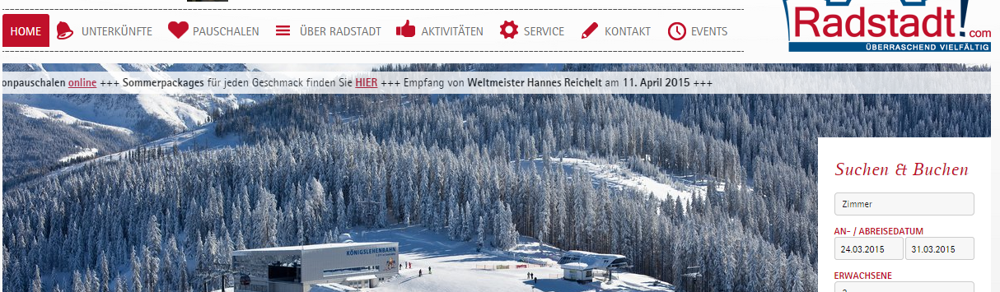 HOME UNTERKÜNFTE PAUSCHALEN ÜBER RADSTADT AKTIVITÄTEN SERVICE KONTAKT EVENTS
Radstadt!.com
ÜBERRASCHEND VIELFÄLTIG
onpauschalen online +++ Sommerpackages für jeden Geschmack finden Sie HIER +++ Empfang von Weltmeister Hannes Reichelt am 11. April 2015 +++
Suchen & Buchen
Zimmer
AN- / ABREISEDATUM
24.03.2015 31.03.2015
ERWACHSENE
KÖNIGSLEHENBAHN